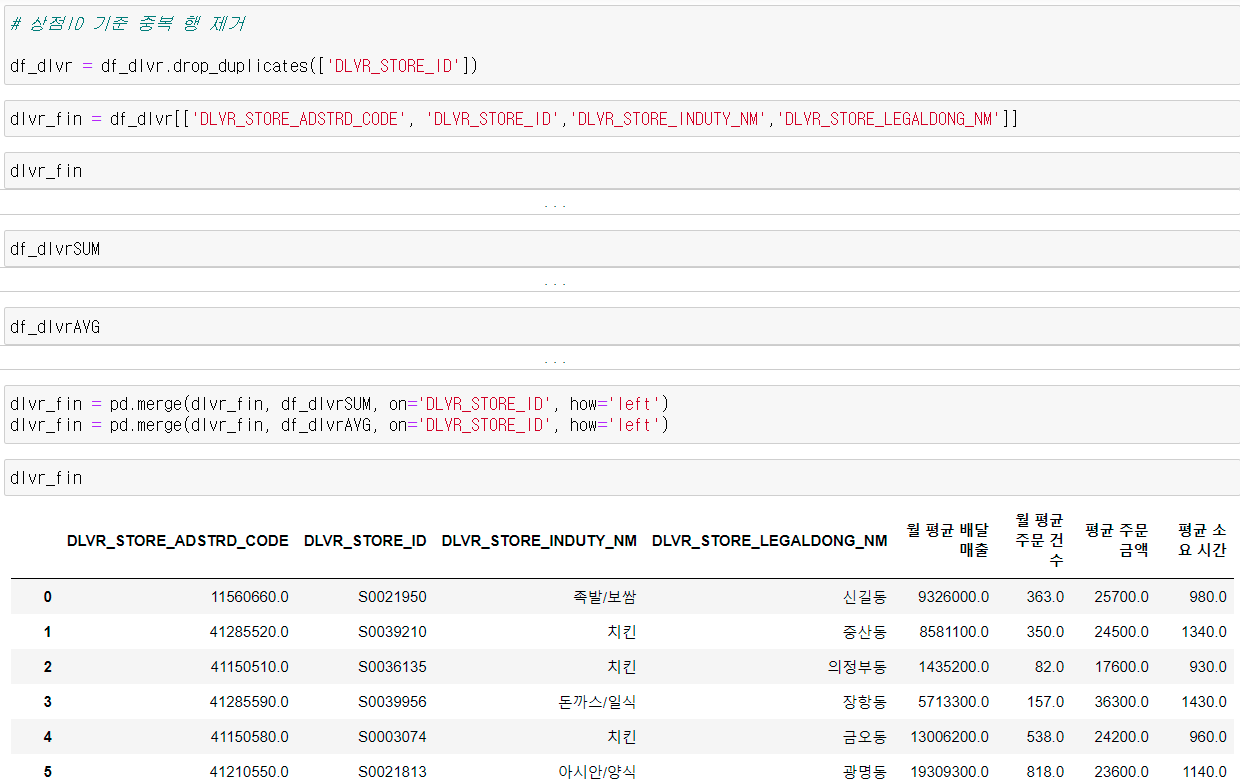 # 상점ID 기준 중복 행 제거
df_dlvr = df_dlvr.drop_duplicates(['DLVR_STORE_ID'])
dlvr_fin = df_dlvr[['DLVR_STORE_ADSTRD_CODE', 'DLVR_STORE_ID','DLVR_STORE_INDUTY_NM','DLVR_STORE_LEGALDONG_NM']]
dlvr_fin
...
df_dlvrSUM
...
df_dlvrAVG
...
dlvr_fin = pd.merge(dlvr_fin, df_dlvrSUM, on='DLVR_STORE_ID', how='left')
dlvr_fin = pd.merge(dlvr_fin, df_dlvrAVG, on='DLVR_STORE_ID', how='left')
dlvr_fin
DLVR_STORE_ADSTRD_CODE DLVR_STORE_ID DLVR_STORE_INDUTY_NM DLVR_STORE_LEGALDONG_NM 월 평균 배달 매출 월 평균 주문 건수 평균 주문 금액 평균 소요 시간
0 11560660.0 S0021950 족발/보쌈 신길동 9326000.0 363.0 25700.0 980.0
1 41285520.0 S0039210 치킨 중산동 8581100.0 350.0 24500.0 1340.0
2 41150510.0 S0036135 치킨 의정부동 1435200.0 82.0 17600.0 930.0
3 41285590.0 S0039956 돈까스/일식 장항동 5713300.0 157.0 36300.0 1430.0
4 41150580.0 S0003074 치킨 금오동 13006200.0 538.0 24200.0 960.0
5 41210550.0 S0021813 아시안/양식 광명동 19309300.0 818.0 23600.0 1140.0